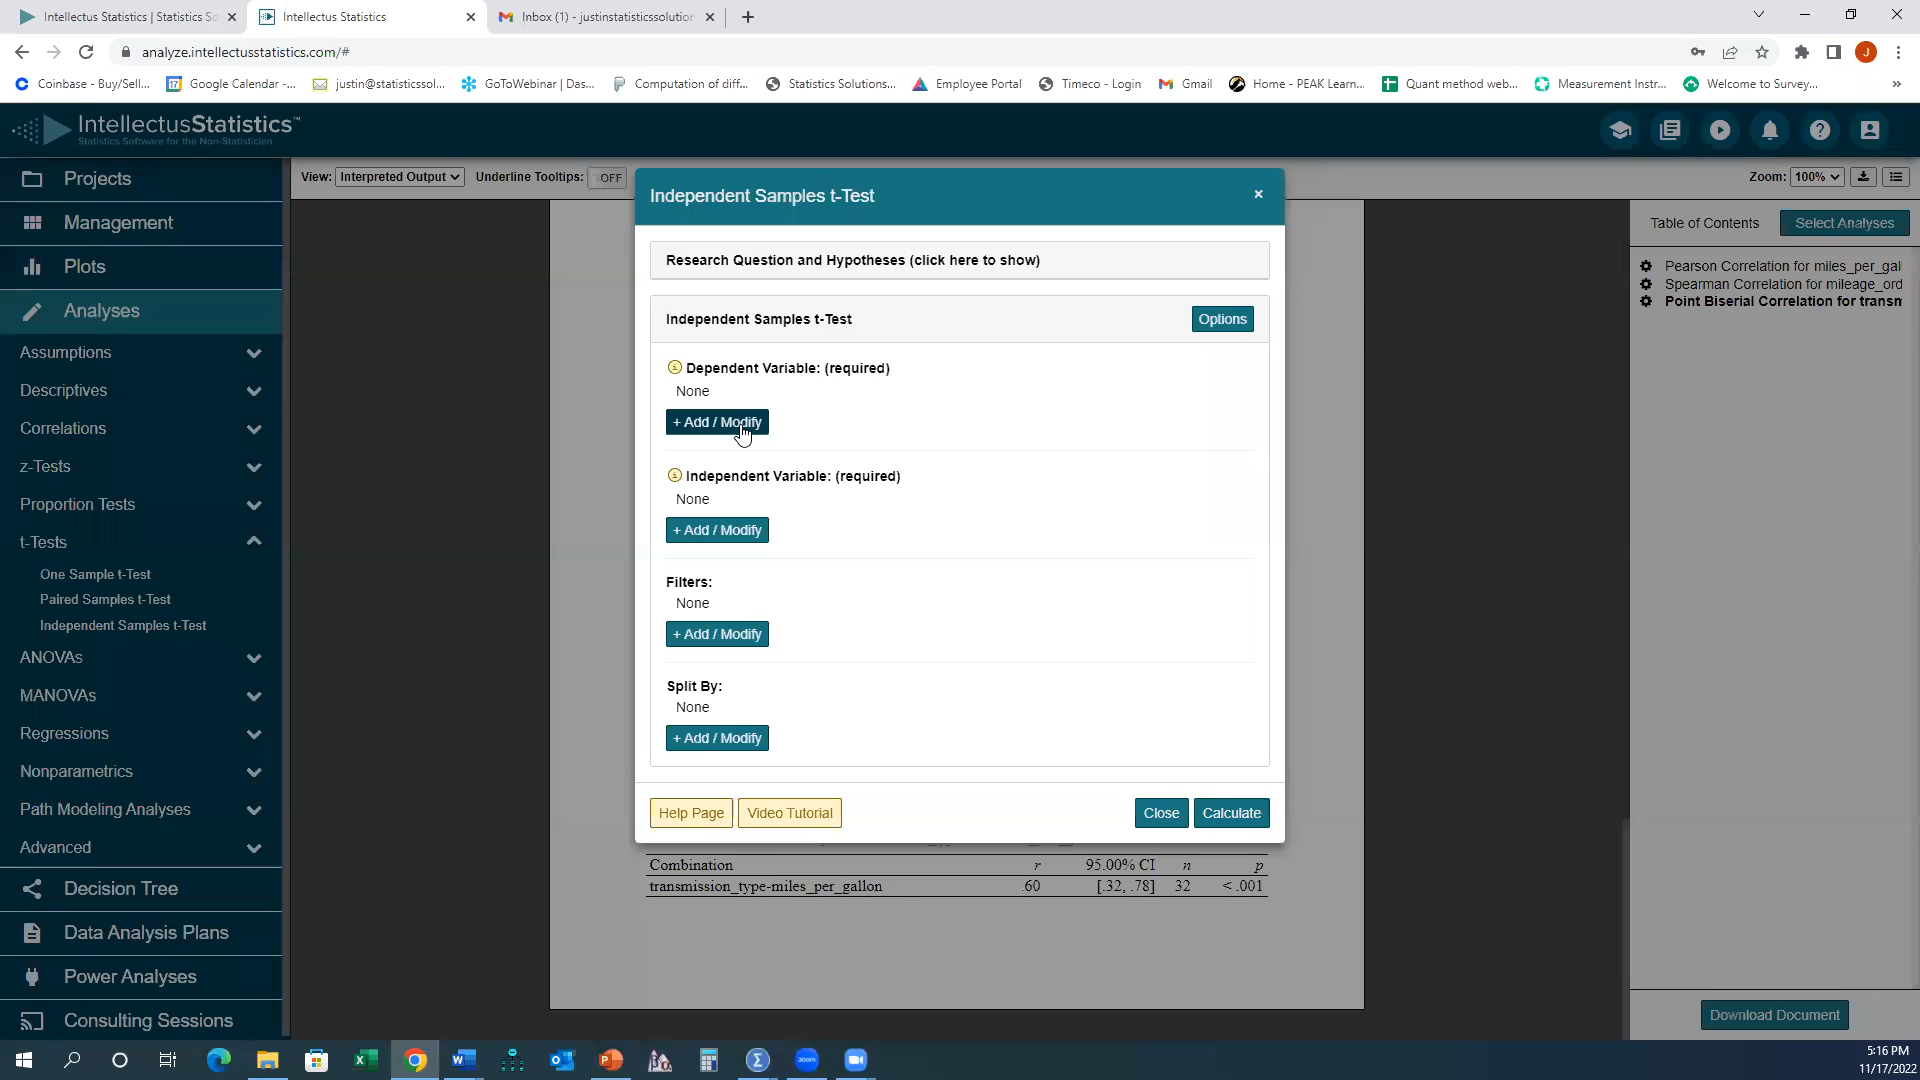 Intellectus Statistics | Statistics So
Intellectus Statistics
Inbox (1) - justinstatisticssolution
analyze.intellectusstatistics.com/#
J
Coinbase - Buy/Sell...
Google Calendar -...
justin@statisticssol...
GoToWebinar | Das...
Computation of diff...
Statistics Solutions...
Employee Portal
Timeco - Login
Gmail
Home - PEAK Learn...
Quant method web...
Measurement Instr...
Welcome to Survey...
IntellectusStatistics™
Statistics Software for the Non-Statistician
Projects
Management
Plots
Analyses
Assumptions
Descriptives
Correlations
z-Tests
Proportion Tests
t-Tests
One Sample t-Test
Paired Samples t-Test
Independent Samples t-Test
ANOVAs
MANOVAs
Regressions
Nonparametrics
Path Modeling Analyses
Advanced
Decision Tree
Data Analysis Plans
Power Analyses
Consulting Sessions
View: Interpreted Output Underline Tooltips: OFF
Zoom: 100%
Independent Samples t-Test
Research Question and Hypotheses (click here to show)
Independent Samples t-Test
Options
Dependent Variable: (required)
None
+ Add / Modify
Independent Variable: (required)
None
+ Add / Modify
Filters:
None
+ Add / Modify
Split By:
None
+ Add / Modify
Help Page
Video Tutorial
Close
Calculate
Combination r 95.00% CI n p
transmission_type-miles_per_gallon .60 [.32, .78] 32 < .001
Table of Contents
Select Analyses
Pearson Correlation for miles_per_gal
Spearman Correlation for mileage_ord
Point Biserial Correlation for transm
Download Document
5:16 PM
11/17/2022